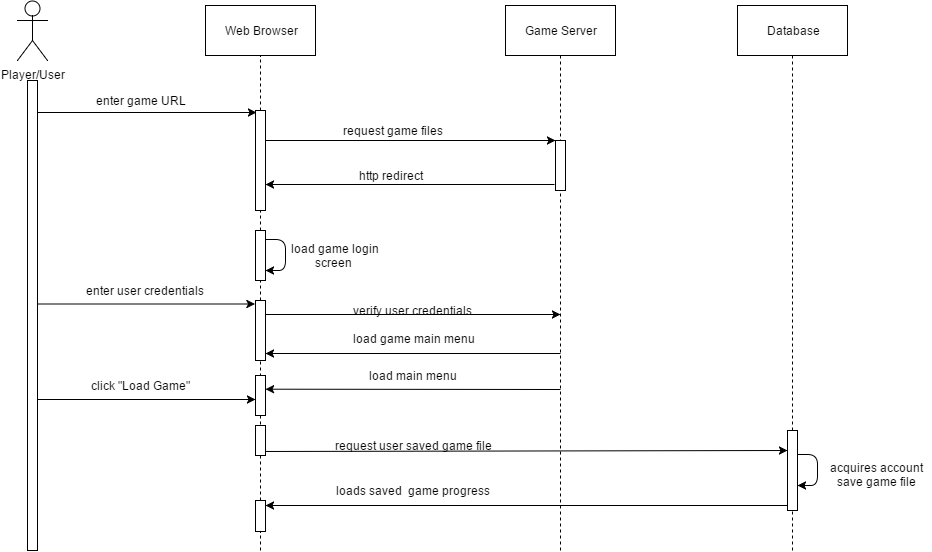 Web Browser
Game Server
Database
Player/User
enter game URL
request game files
http redirect
load game login
screen
enter user credentials
verify user credentials
load game main menu
load main menu
click "Load Game"
request user saved game file
acquires account
save game file
loads saved  game progress